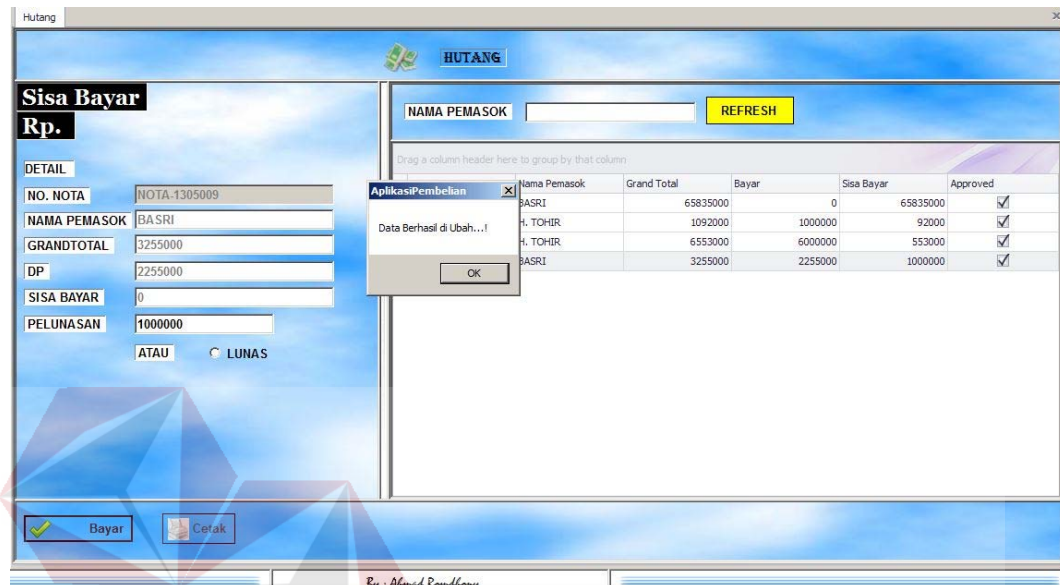 Hutang
HUTANG
Sisa Bayar
Rp.
NAMA PEMASOK
REFRESH
Drag a column header here to group by that column
DETAIL
NO. NOTA NOTA-1305009
NAMA PEMASOK BASRI
GRANDTOTAL 3255000
DP 2255000
SISA BAYAR 0
PELUNASAN 1000000
ATAU LUNAS
AplikasiPembelian
Data Berhasil di Ubah...!
OK
Nama Pemasok Grand Total Bayar Sisa Bayar Approved
BASRI 65835000 0 65835000
H. TOHIR 1092000 1000000 92000
H. TOHIR 6553000 6000000 553000
BASRI 3255000 2255000 1000000
Bayar Cetak
By : Ahmad